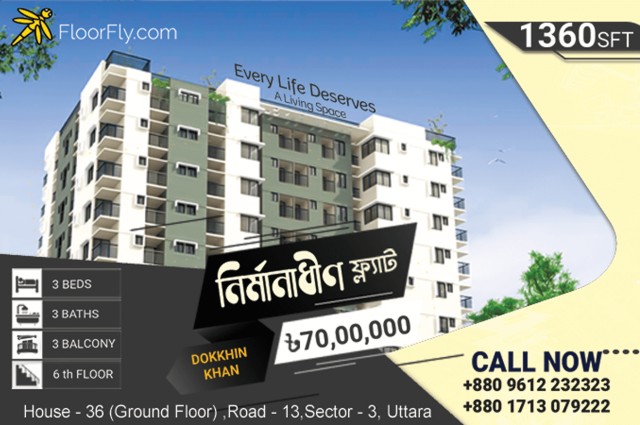 FloorFly.com
1360 SFT
Every Life Deserves
A Living Space
নির্মানাধীণ ফ্ল্যাট
3 BEDS
3 BATHS
3 BALCONY
6 th FLOOR
৳70,00,000
DOKKHIN
KHAN
CALL NOW
+880 9612 232323
+880 1713 079222
House - 36 (Ground Floor) ,Road - 13,Sector - 3, Uttara